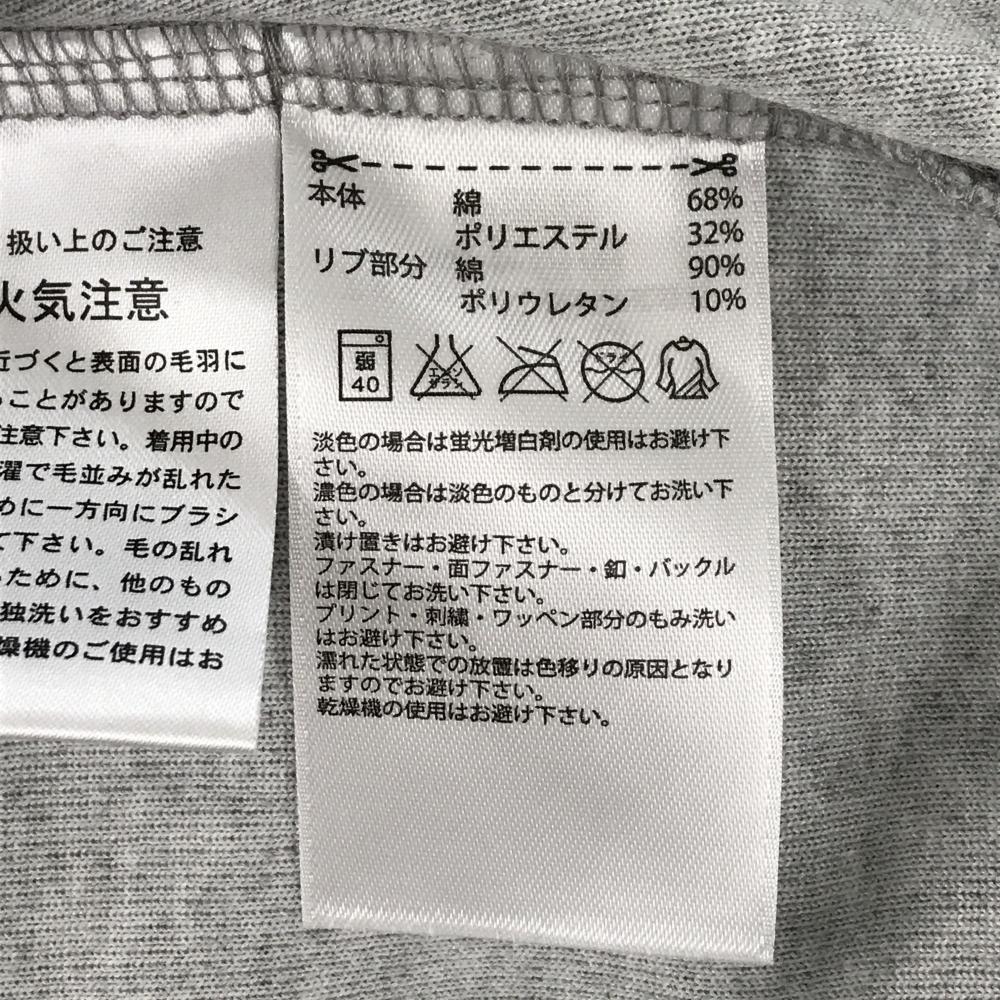 扱い上のご注意
火気注意
近づくと表面の毛羽に
ことがありますので
注意下さい。着用中の
濯で毛並みが乱れた
めに一方向にブラシ
て下さい。毛の乱れ
ために、他のもの
独洗いをおすすめ
燥機のご使用はお
本体 綿 68%
ポリエステル 32%
リブ部分 綿 90%
ポリウレタン 10%
弱
40
エンソ
サラシ
ドライ
淡色の場合は蛍光増白剤の使用はお避け下
さい。
濃色の場合は淡色のものと分けてお洗い下
さい。
漬け置きはお避け下さい。
ファスナー・面ファスナー・釦・バックル
は閉じてお洗い下さい。
プリント・刺繍・ワッペン部分のもみ洗い
はお避け下さい。
濡れた状態での放置は色移りの原因となり
ますのでお避け下さい。
乾燥機の使用はお避け下さい。